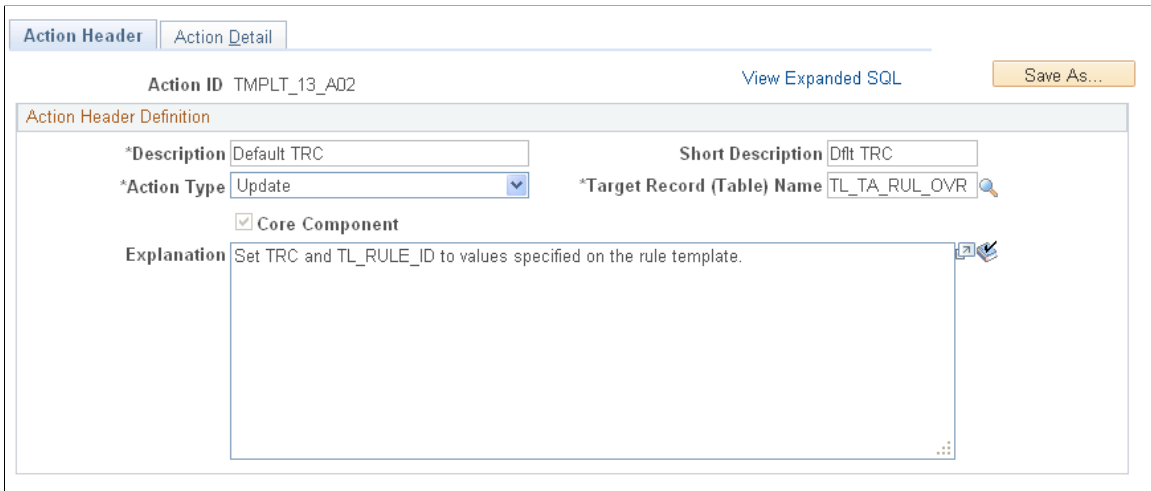 Action Header Action Detail
Action ID TMPLT_13_A02 View Expanded SQL Save As...
Action Header Definition
*Description Default TRC Short Description Dflt TRC
*Action Type Update *Target Record (Table) Name TL_TA_RUL_OVR
Core Component
Explanation Set TRC and TL_RULE_ID to values specified on the rule template.